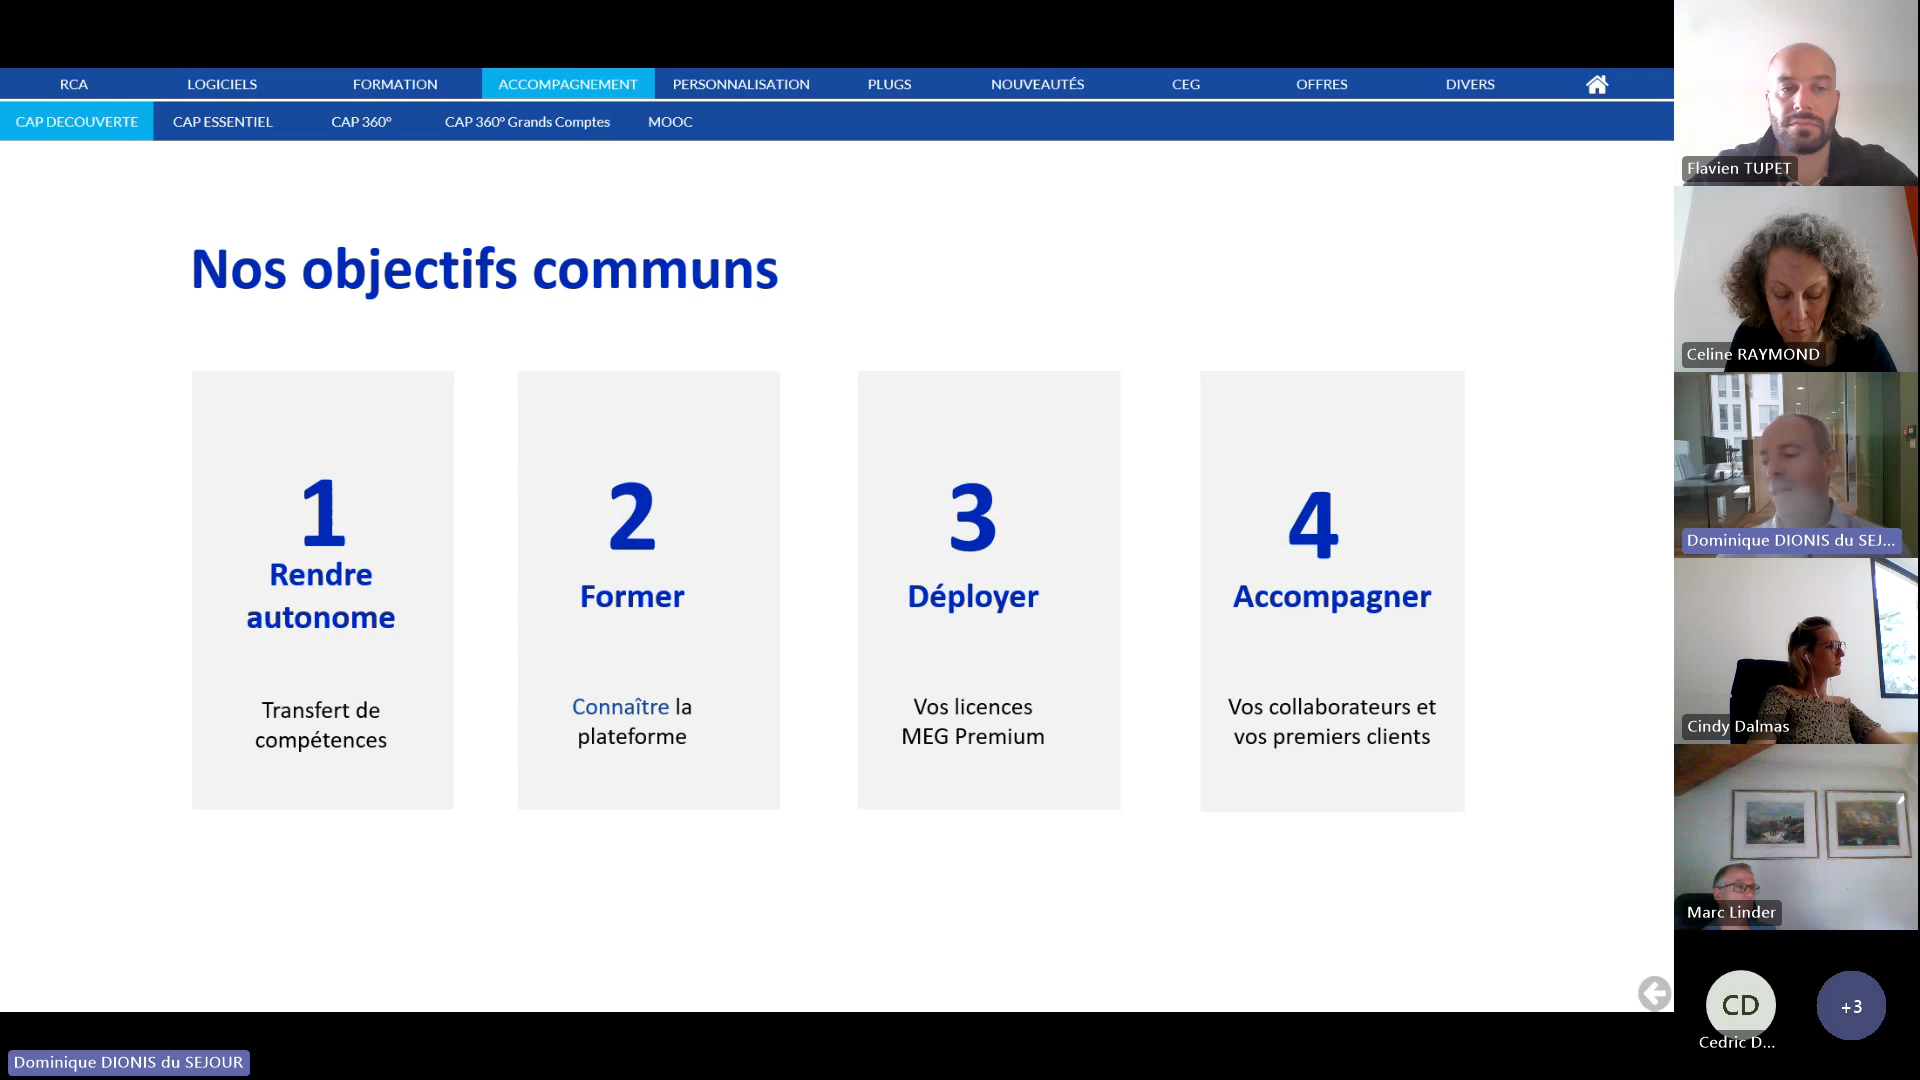 RCA LOGICIELS FORMATION ACCOMPAGNEMENT PERSONNALISATION PLUGS NOUVEAUTÉS CEG OFFRES DIVERS
CAP DECOUVERTE CAP ESSENTIEL CAP 360° CAP 360° Grands Comptes MOOC
Nos objectifs communs
1
Rendre
autonome
Transfert de
compétences
2
Former
Connaître la
plateforme
3
Déployer
Vos licences
MEG Premium
4
Accompagner
Vos collaborateurs et
vos premiers clients
Flavien TUPET
Celine RAYMOND
Dominique DIONIS du SEJ...
Cindy Dalmas
Marc Linder
CD
Cedric D...
+3
Dominique DIONIS du SEJOUR